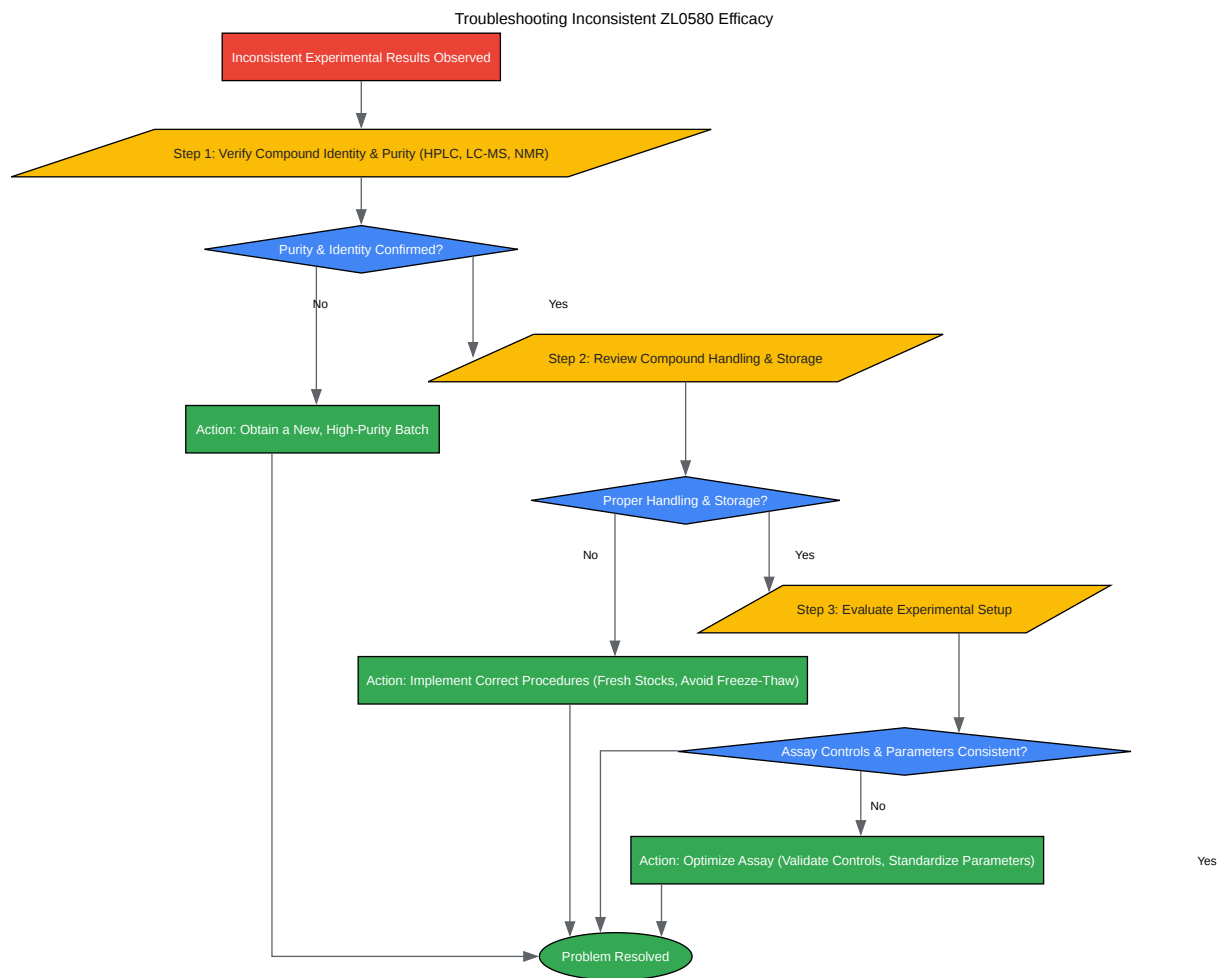 Troubleshooting Inconsistent ZL0580 Efficacy
Inconsistent Experimental Results Observed
Step 1: Verify Compound Identity & Purity (HPLC, LC-MS, NMR)
Purity & Identity Confirmed?
No
Yes
Step 2: Review Compound Handling & Storage
Action: Obtain a New, High-Purity Batch
Proper Handling & Storage?
No
Yes
Step 3: Evaluate Experimental Setup
Action: Implement Correct Procedures (Fresh Stocks, Avoid Freeze-Thaw)
Assay Controls & Parameters Consistent?
No
Action: Optimize Assay (Validate Controls, Standardize Parameters)
Yes
Problem Resolved